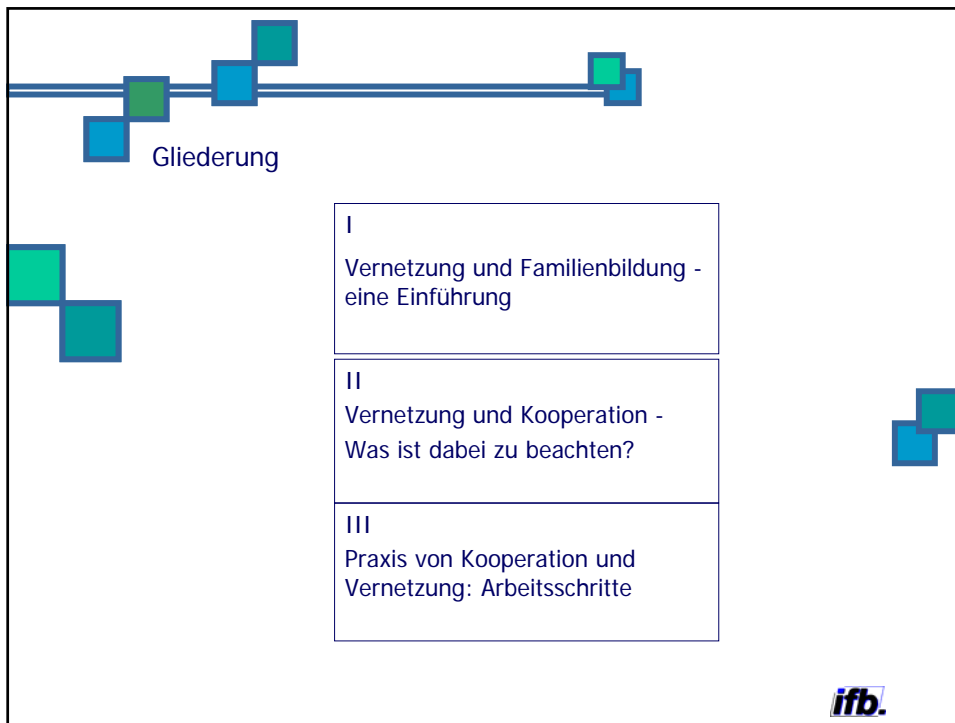 Gliederung
I
Vernetzung und Familienbildung -
eine Einführung
II
Vernetzung und Kooperation -
Was ist dabei zu beachten?
III
Praxis von Kooperation und
Vernetzung: Arbeitsschritte
ifb.